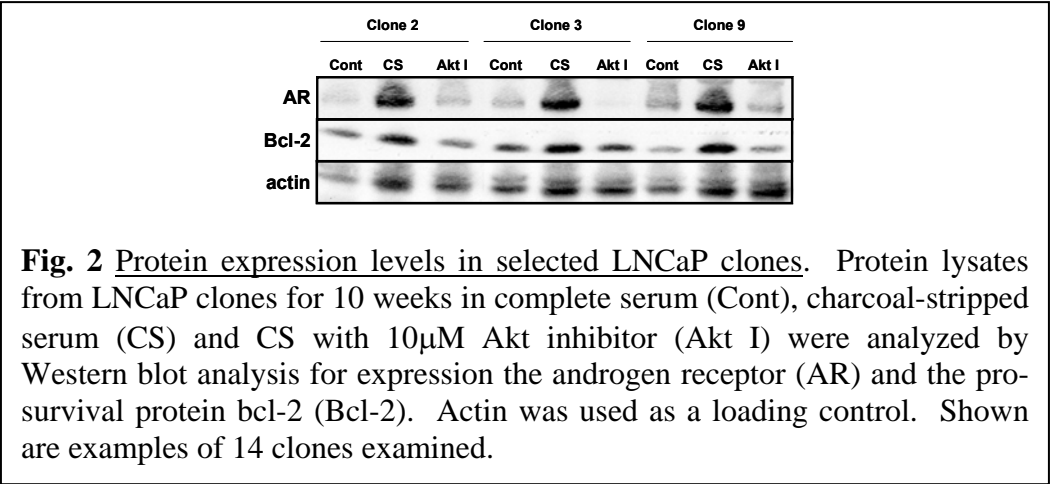 Clone 2 Clone 3 Clone 9
Cont CS Akt I Cont CS Akt I Cont CS Akt I
AR
Bcl-2
actin
Fig. 2 Protein expression levels in selected LNCaP clones. Protein lysates
from LNCaP clones for 10 weeks in complete serum (Cont), charcoal-stripped
serum (CS) and CS with 10μM Akt inhibitor (Akt I) were analyzed by
Western blot analysis for expression the androgen receptor (AR) and the pro-
survival protein bcl-2 (Bcl-2). Actin was used as a loading control. Shown
are examples of 14 clones examined.